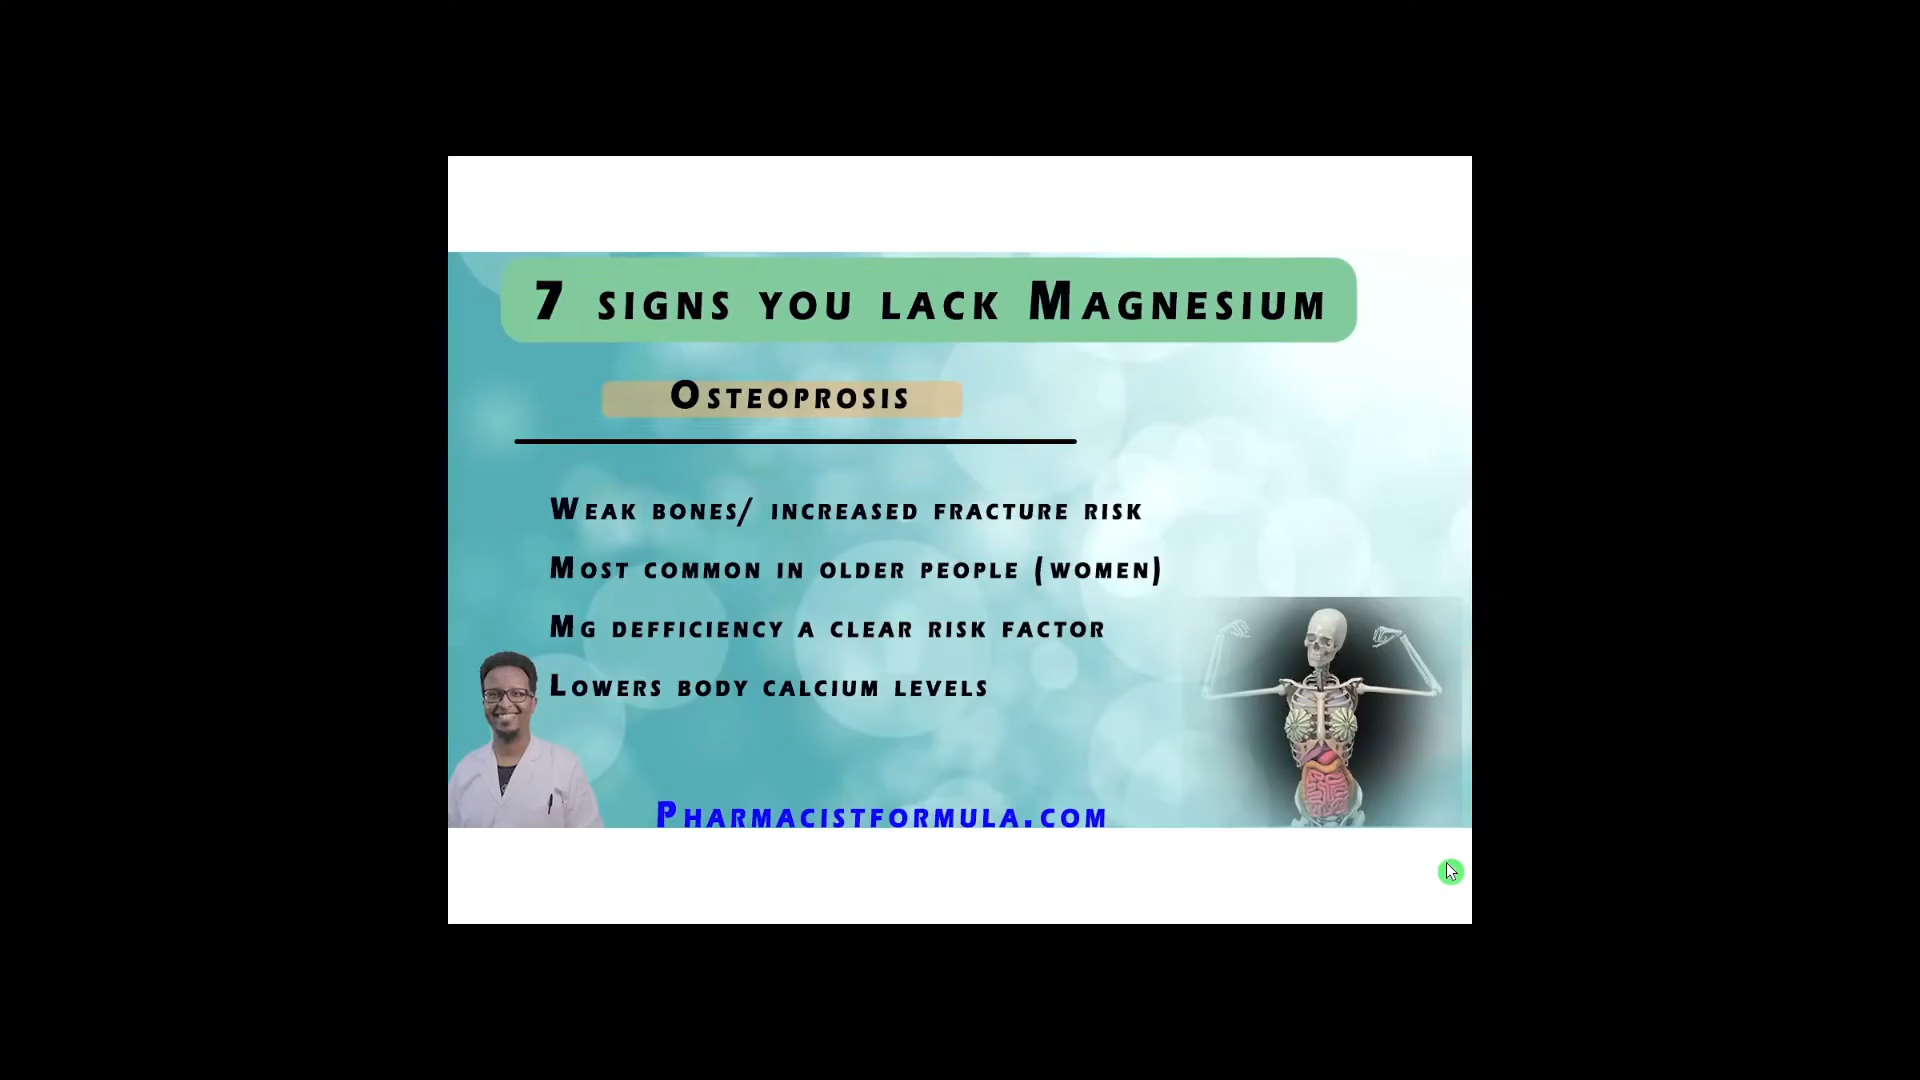 7 signs you lack Magnesium
Osteoprosis
Weak bones/ increased fracture risk
Most common in older people (women)
Mg defficiency a clear risk factor
Lowers body calcium levels
Pharmacistformula.com